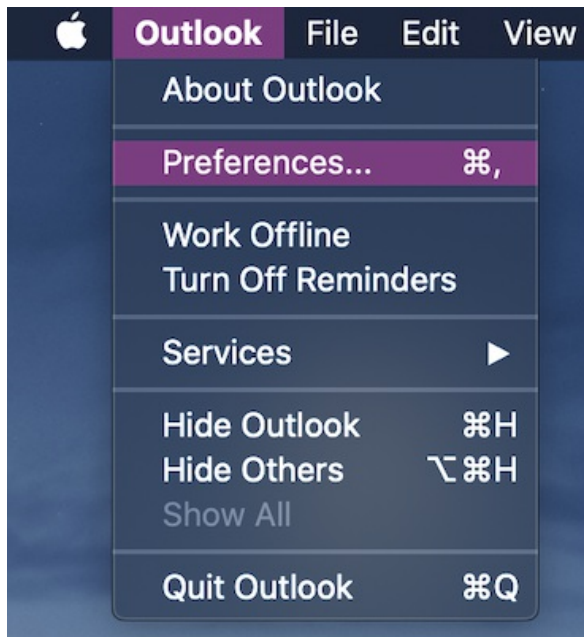 Outlook File Edit View
About Outlook
Preferences... ⌘,
Work Offline
Turn Off Reminders
Services ▶
Hide Outlook ⌘H
Hide Others ⌥⌘H
Show All
Quit Outlook ⌘Q